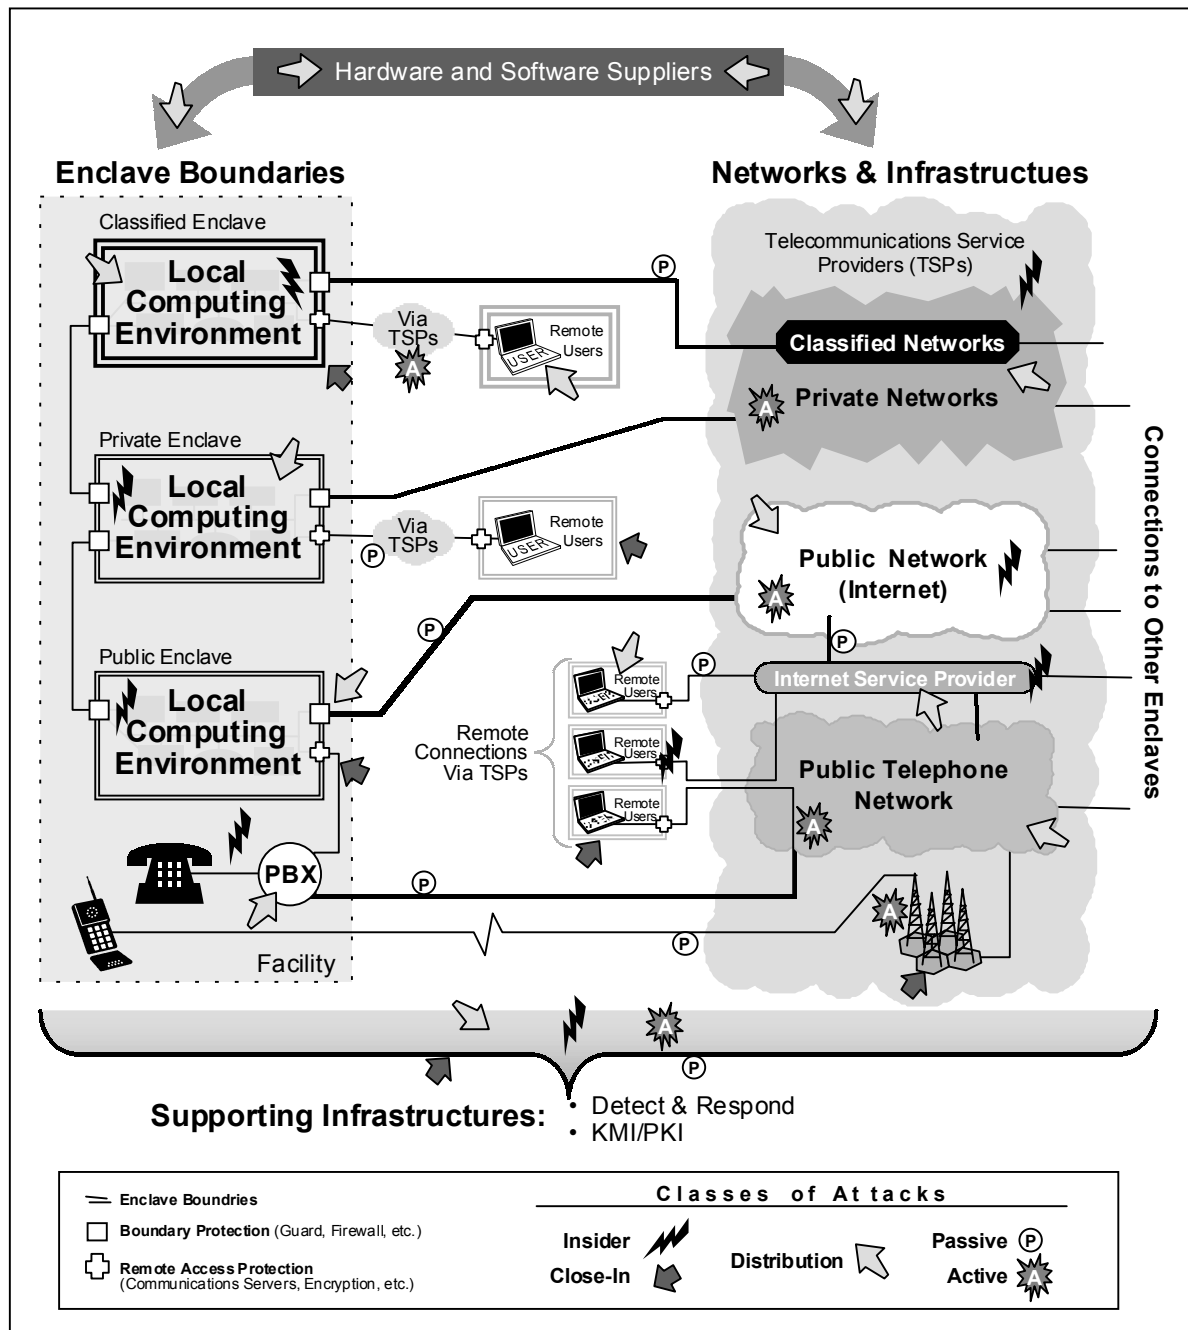 Hardware and Software Suppliers
Enclave Boundaries
Networks & Infrastructues
Classified Enclave
Local
Computing
Environment
P
Via
TSPs
A
USER
Remote
Users
Telecommunications Service
Providers (TSPs)
Classified Networks
A
Private Networks
Private Enclave
Local
Computing
Environment
Via
TSPs
P
USER
Remote
Users
Public Network
(Internet)
A
P
P
Public Enclave
Local
Computing
Environment
Remote
Connections
Via TSPs
Remote
Users
P
Remote
Users
Remote
Users
Internet Service Provider
Public Telephone
Network
A
Connections to Other Enclaves
PBX
P
P
A
Facility
A
P
Supporting Infrastructures:
• Detect & Respond
• KMI/PKI
Enclave Boundries
Boundary Protection (Guard, Firewall, etc.)
Remote Access Protection
(Communications Servers, Encryption, etc.)
Classes of Attacks
Insider
Close-In
Distribution
Passive P
Active A